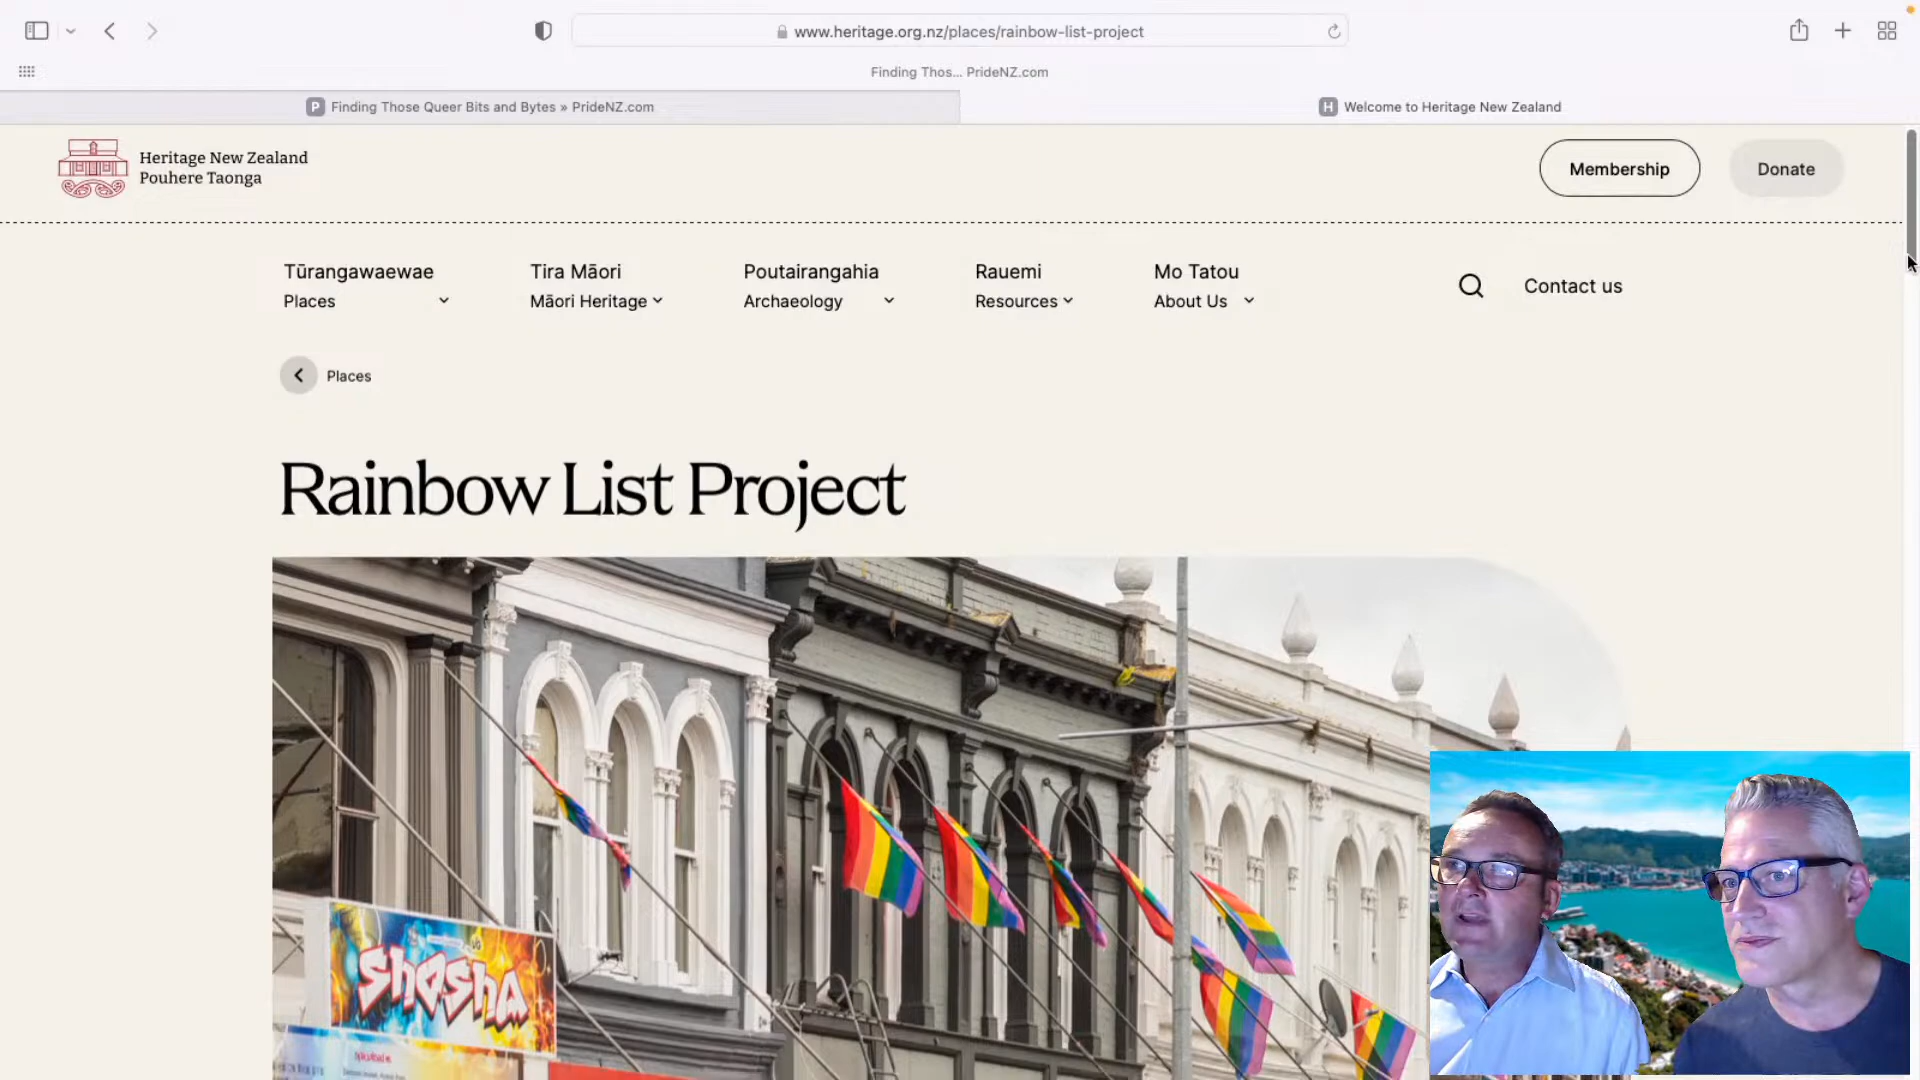 www.heritage.org.nz/places/rainbow-list-project
Finding Thos... PrideNZ.com
P Finding Those Queer Bits and Bytes » PrideNZ.com
H Welcome to Heritage New Zealand
Heritage New Zealand
Pouhere Taonga
Membership
Donate
Tūrangawaewae
Places
Tira Māori
Māori Heritage
Poutairangahia
Archaeology
Rauemi
Resources
Mo Tatou
About Us
Contact us
Places
Rainbow List Project
Shosha